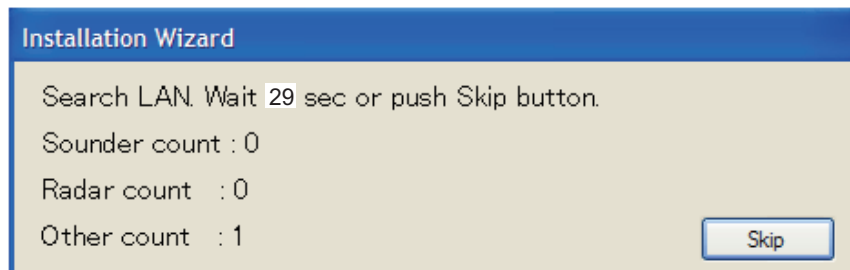 Installation Wizard
Search LAN. Wait 29 sec or push Skip button.
Sounder count : 0
Radar count : 0
Other count : 1
Skip